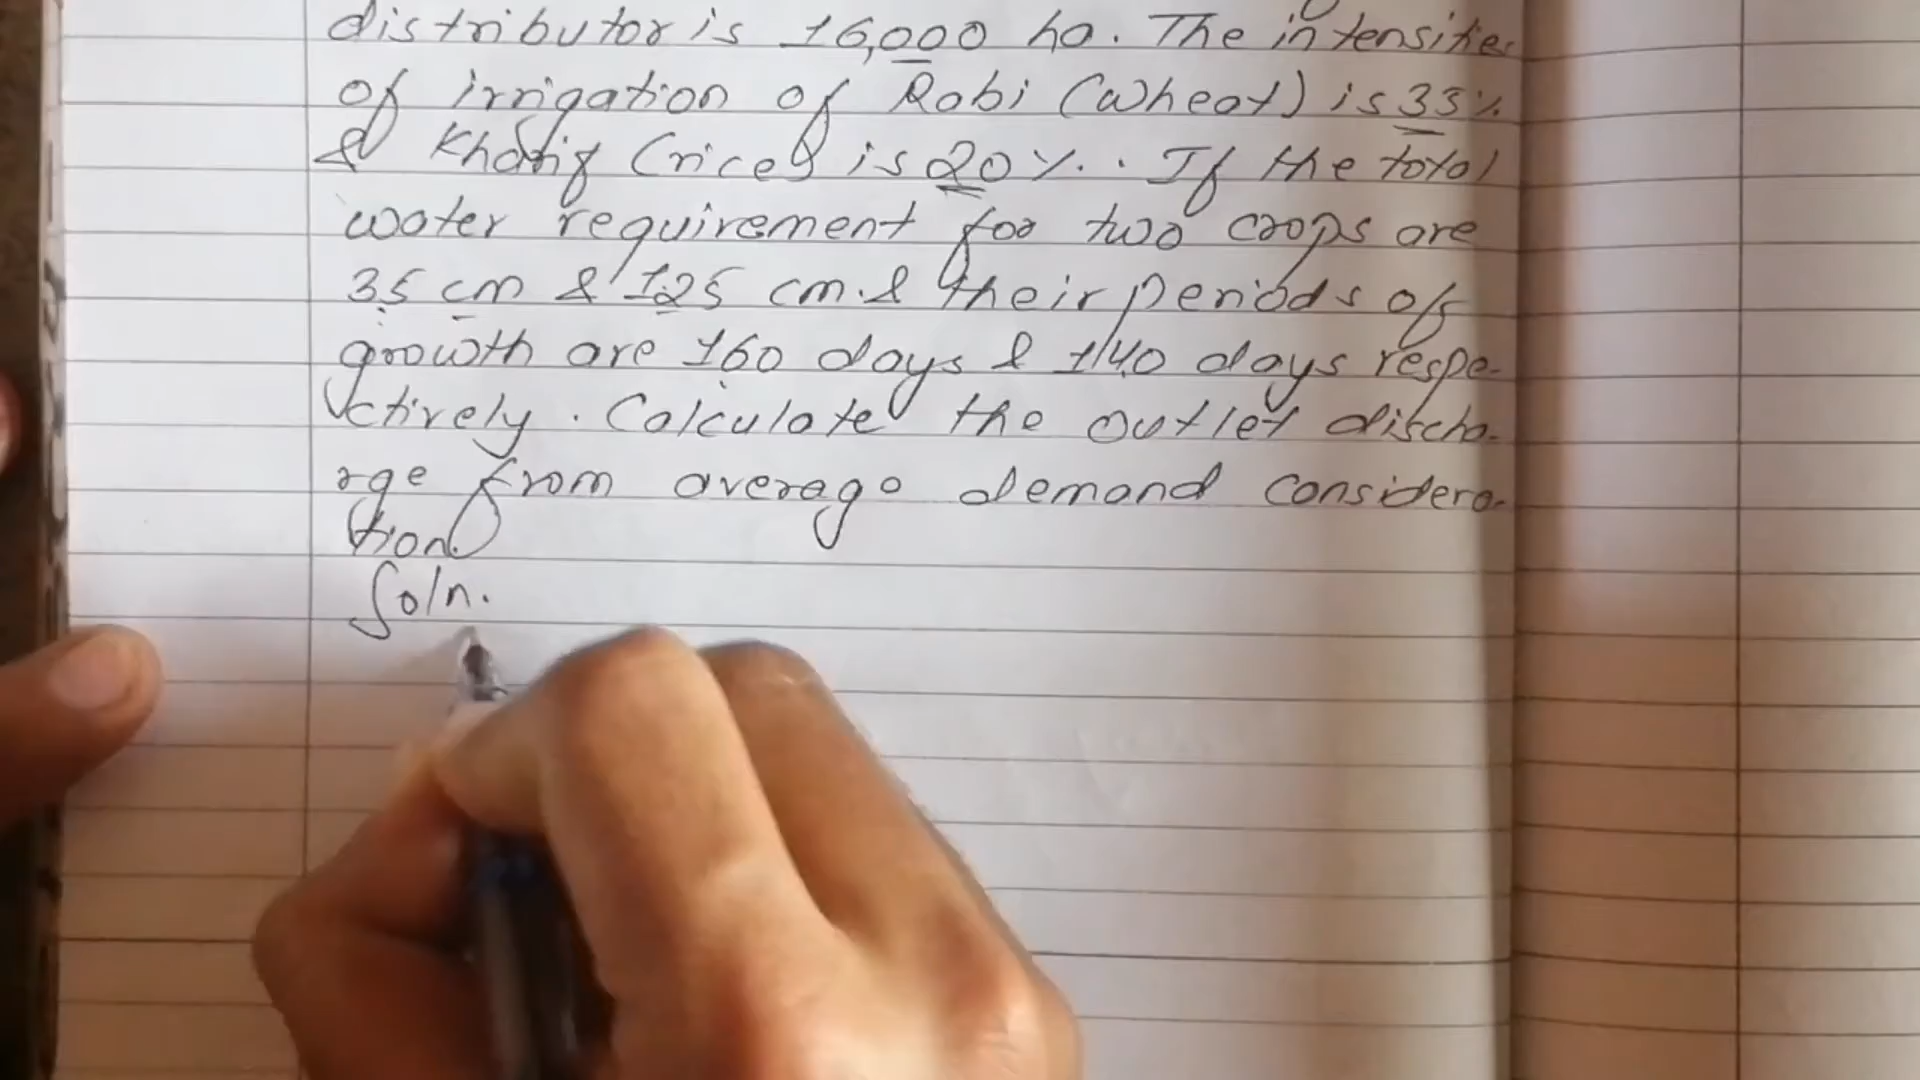 distributor is 16,000 ha. The intensities
of irrigation of Rabi (wheat) is 33%
& Kharif (rice) is 20%. If the total
water requirement for two crops are
35 cm & 125 cm. & their periods of
growth are 160 days & 140 days respe-
ctively. Calculate the outlet discha-
rge from average demand considera-
tion.
Soln.